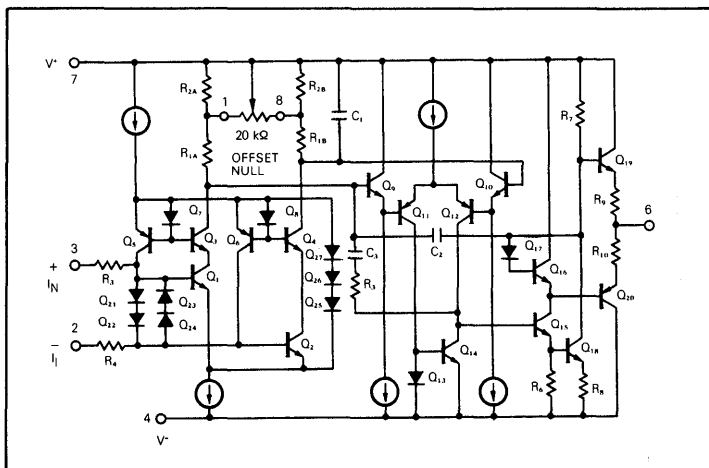 V+
7
R2A
R2B
1
8
20 kΩ
OFFSET
NULL
C1
R1A
R1B
R7
Q19
Q9
Q10
R9
Q7
Q8
Q11
Q12
6
Q5
Q3
Q6
Q4
C2
Q17
R10
3
+
IN
R3
Q27
C3
Q16
Q1
Q26
R3
Q20
Q21
Q23
Q25
Q22
Q24
Q15
−
2
II
R4
Q2
Q14
Q18
Q13
R6
R8
4
V−